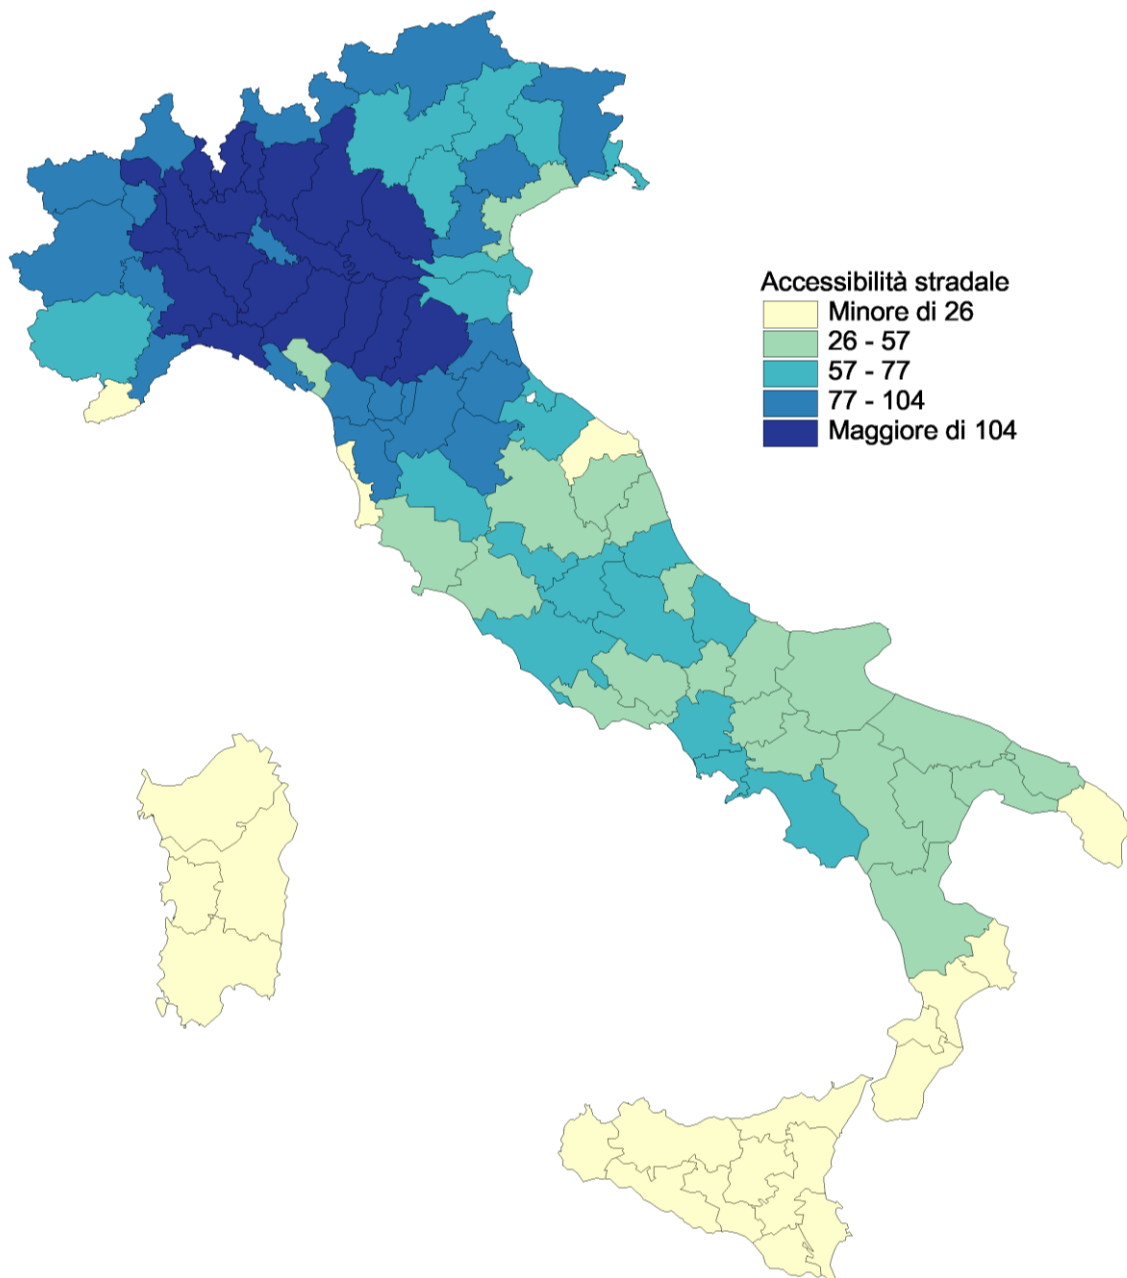 Accessibilità stradale
Minore di 26
26 - 57
57 - 77
77 - 104
Maggiore di 104